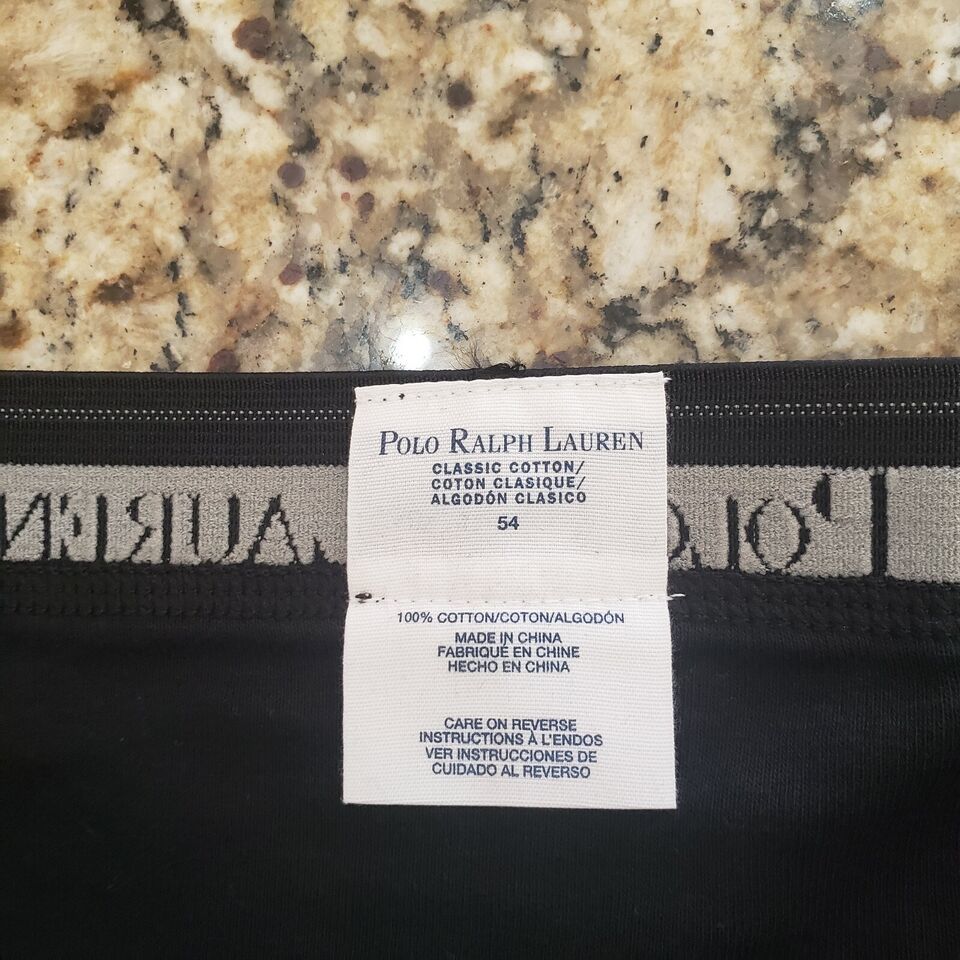 POLO RALPH LAUREN
CLASSIC COTTON/
COTON CLASIQUE/
ALGODÓN CLASICO
54
100% COTTON/COTON/ALGODÓN
MADE IN CHINA
FABRIQUÉ EN CHINE
HECHO EN CHINA
CARE ON REVERSE
INSTRUCTIONS À L'ENDOS
VER INSTRUCCIONES DE
CUIDADO AL REVERSO